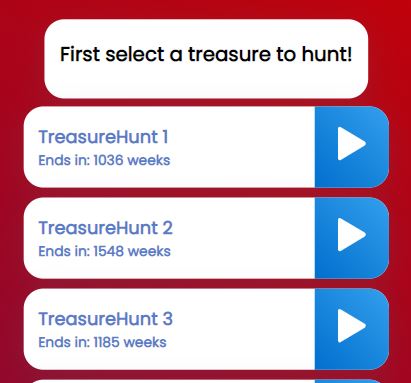 First select a treasure to hunt!
TreasureHunt 1
Ends in: 1036 weeks
TreasureHunt 2
Ends in: 1548 weeks
TreasureHunt 3
Ends in: 1185 weeks